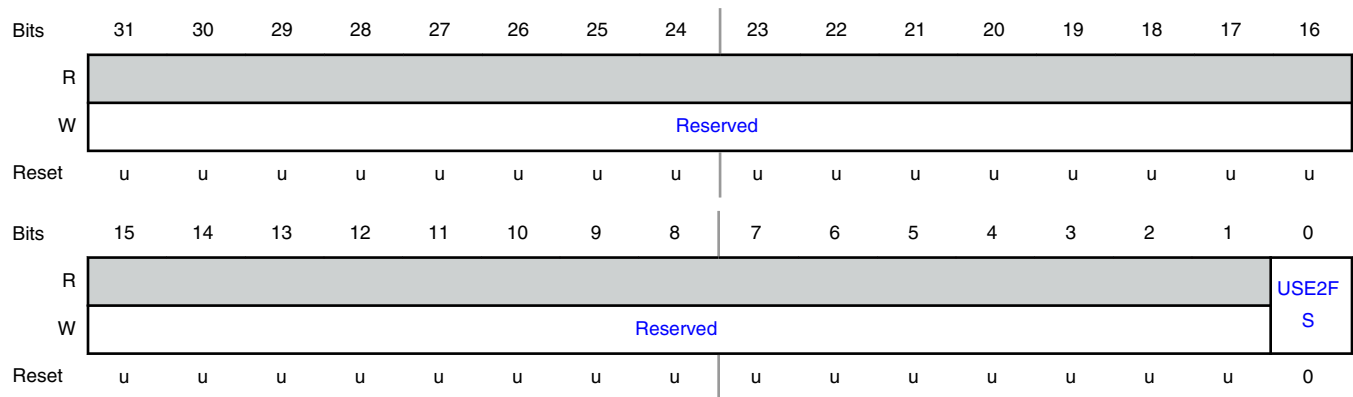 Bits 31 30 29 28 27 26 25 24 23 22 21 20 19 18 17 16
R
W Reserved
Reset u u u u u u u u u u u u u u u u
Bits 15 14 13 12 11 10 9 8 7 6 5 4 3 2 1 0
R USE2F
W Reserved S
Reset u u u u u u u u u u u u u u u 0